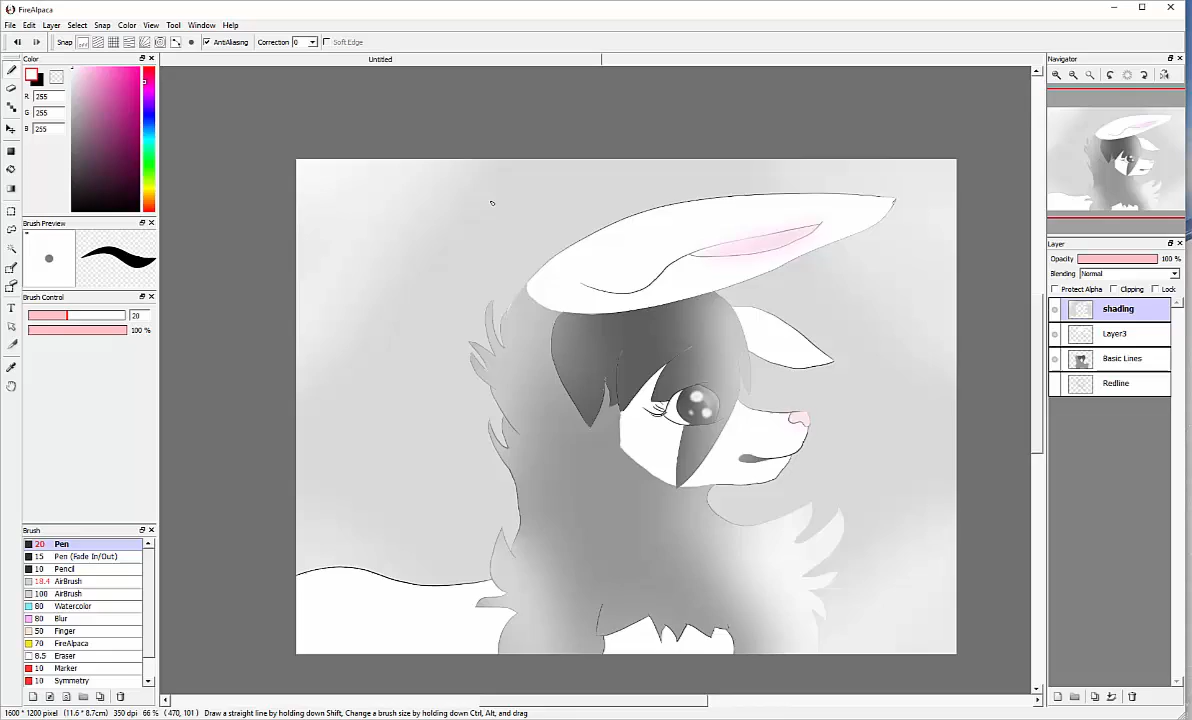 FireAlpaca
File Edit Layer Select Snap Color View Tool Window Help
Snap OFF AntiAliasing Correction 0 Soft Edge
Color
Untitled
Navigator
R 255
G 255
B 255
Brush Preview
Brush Control
20
100 %
Layer
Opacity 100 %
Blending Normal
Protect Alpha Clipping Lock
shading
Layer3
Basic Lines
Redline
Brush
20 Pen
15 Pen (Fade In/Out)
10 Pencil
18.4 AirBrush
100 AirBrush
80 Watercolor
80 Blur
50 Finger
70 FireAlpaca
8.5 Eraser
10 Marker
10 Symmetry
1600 * 1200 pixel (11.6 * 8.7cm) 350 dpi 66 % (470, 101) Draw a straight line by holding down Shift, Change a brush size by holding down Ctrl, Alt, and drag